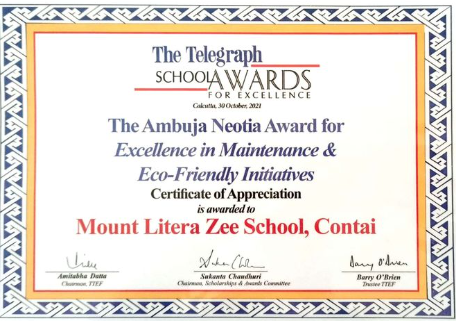 The Telegraph
SCHOOL AWARDS
FOR EXCELLENCE
Calcutta, 30 October, 2021
The Ambuja Neotia Award for
Excellence in Maintenance &
Eco-Friendly Initiatives
Certificate of Appreciation
is awarded to
Mount Litera Zee School, Contai
Amitabha Datta
Chairman, TTEF
Sukanta Chaudhuri
Chairman, Scholarships & Awards Committee
Barry O'Brien
Barry O'Brien
Trustee TTEF